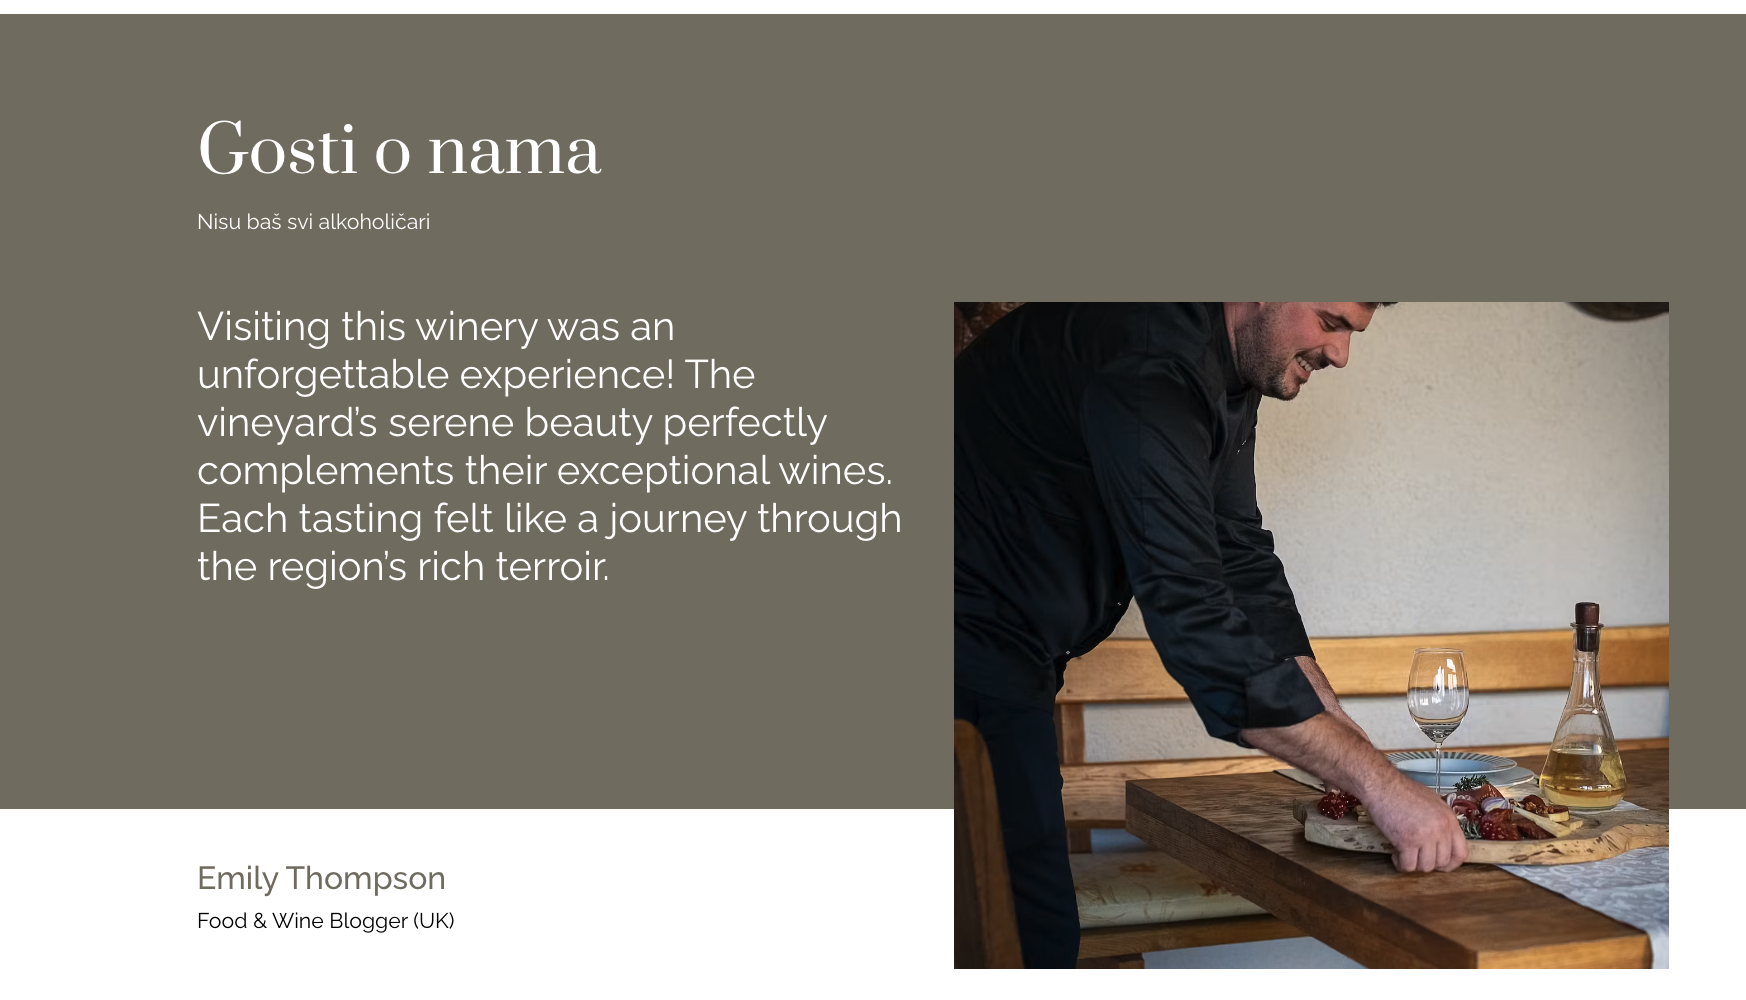 Gosti o nama
Nisu baš svi alkoholičari
Visiting this winery was an
unforgettable experience! The
vineyard’s serene beauty perfectly
complements their exceptional wines.
Each tasting felt like a journey through
the region’s rich terroir.
Emily Thompson
Food & Wine Blogger (UK)